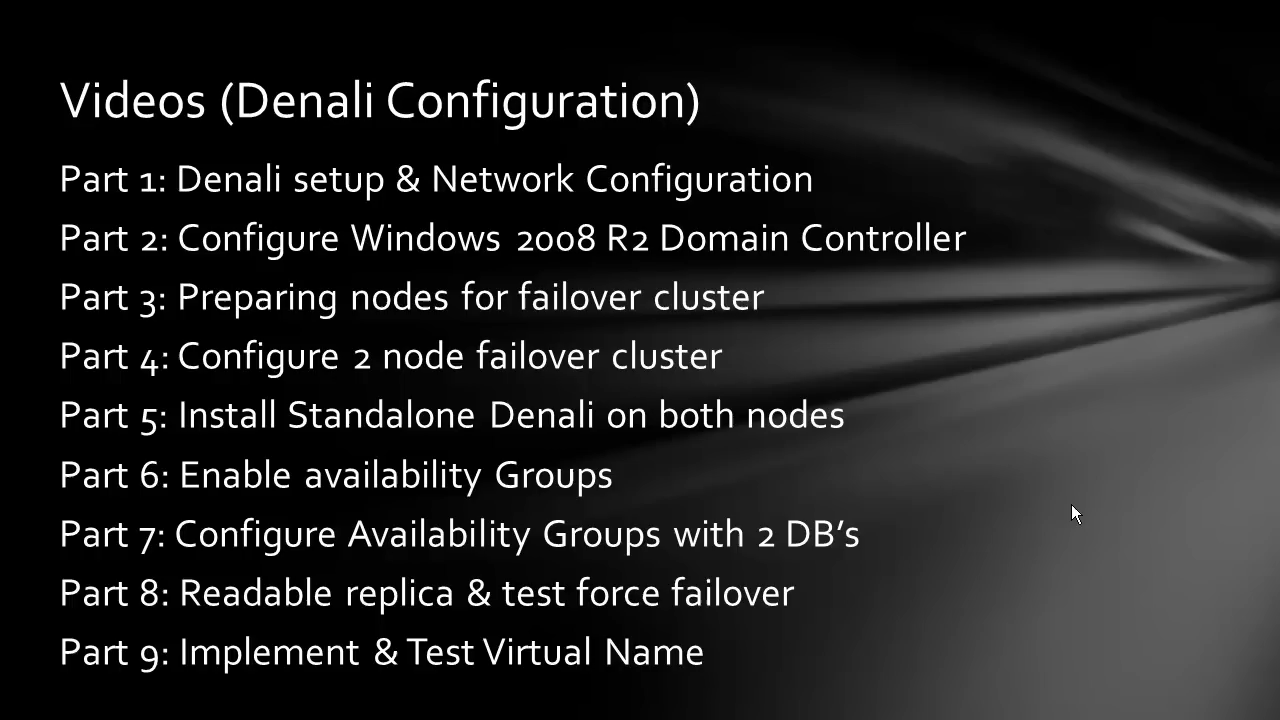 Videos (Denali Configuration)
Part 1: Denali setup & Network Configuration
Part 2: Configure Windows 2008 R2 Domain Controller
Part 3: Preparing nodes for failover cluster
Part 4: Configure 2 node failover cluster
Part 5: Install Standalone Denali on both nodes
Part 6: Enable availability Groups
Part 7: Configure Availability Groups with 2 DB’s
Part 8: Readable replica & test force failover
Part 9: Implement & Test Virtual Name